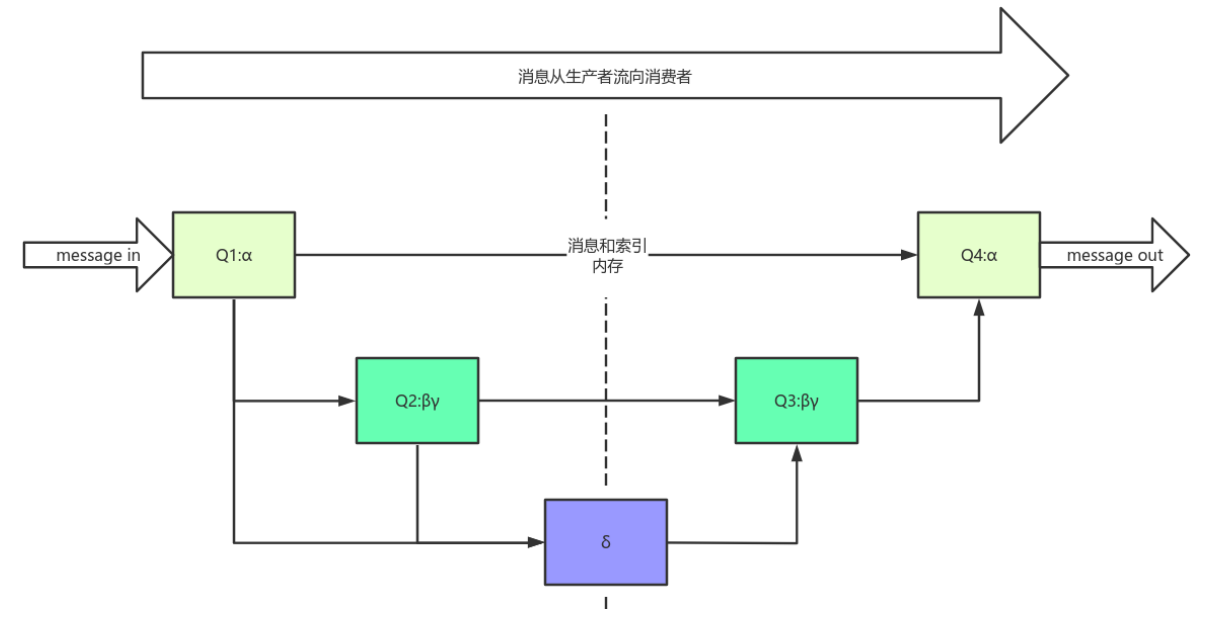 消息从生产者流向消费者
message in
Q1:α
消息和索引
内存
Q4:α
message out
Q2:βγ
Q3:βγ
δ